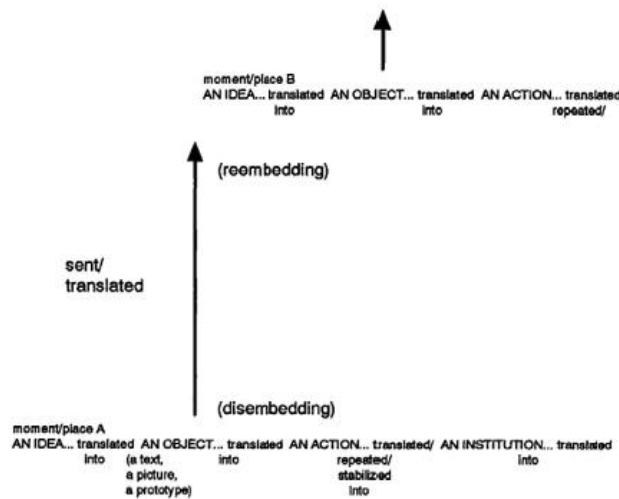 moment/place B
AN IDEA... translated AN OBJECT... translated AN ACTION... translated
into into repeated/
(reembedding)
sent/
translated
(disembedding)
moment/place A
AN IDEA... translated AN OBJECT... translated AN ACTION... translated/ AN INSTITUTION... translated
into (a text, into repeated/ into
a picture, stabilized
a prototype) into